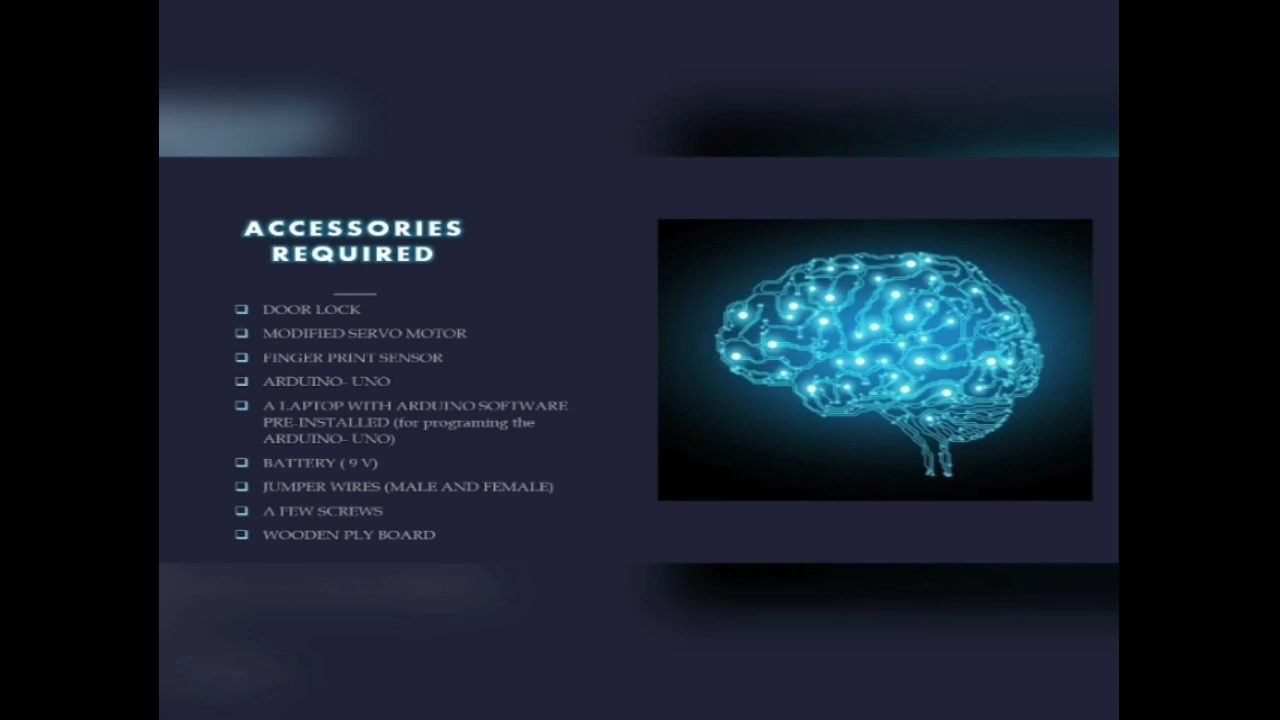 ACCESSORIES
REQUIRED
DOOR LOCK
MODIFIED SERVO MOTOR
FINGER PRINT SENSOR
ARDUINO- UNO
A LAPTOP WITH ARDUINO SOFTWARE
PRE-INSTALLED (for programing the
ARDUINO- UNO)
BATTERY ( 9 V)
JUMPER WIRES (MALE AND FEMALE)
A FEW SCREWS
WOODEN PLY BOARD